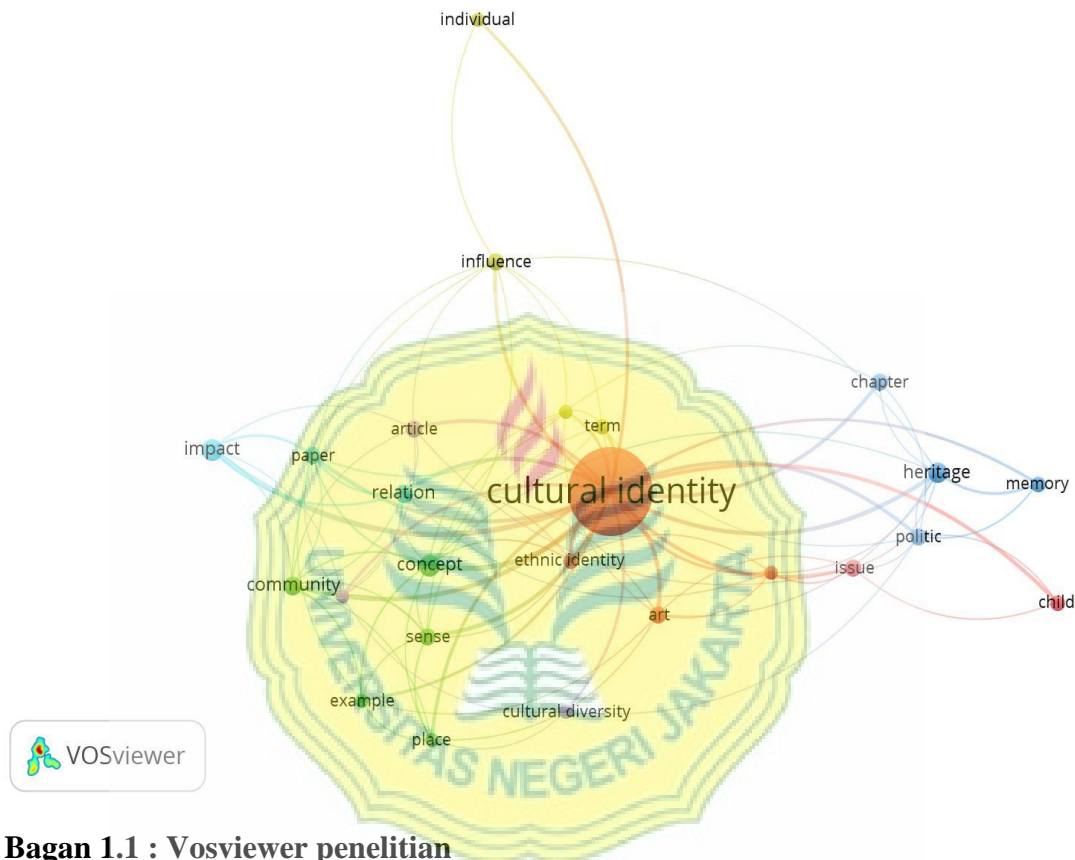 individual
influence
chapter
article
term
impact
paper
heritage
memory
relation
cultural identity
politic
ethnic identity
concept
issue
community
child
art
sense
example
cultural diversity
place
UNIVERSITAS NEGERI JAKARTA
VOSviewer
Bagan 1.1 : Vosviewer penelitian